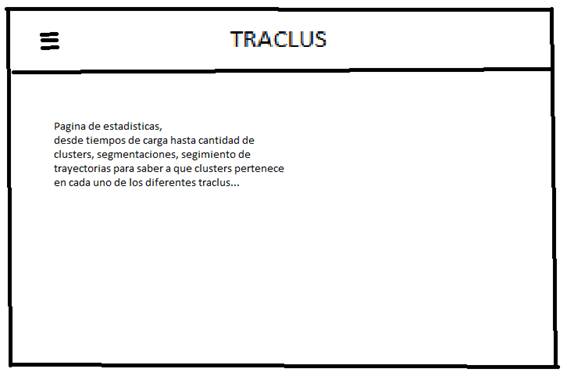 TRACLUS
Pagina de estadisticas,
desde tiempos de carga hasta cantidad de
clusters, segmentaciones, segimiento de
trayectorias para saber a que clusters pertenece
en cada uno de los diferentes traclus...